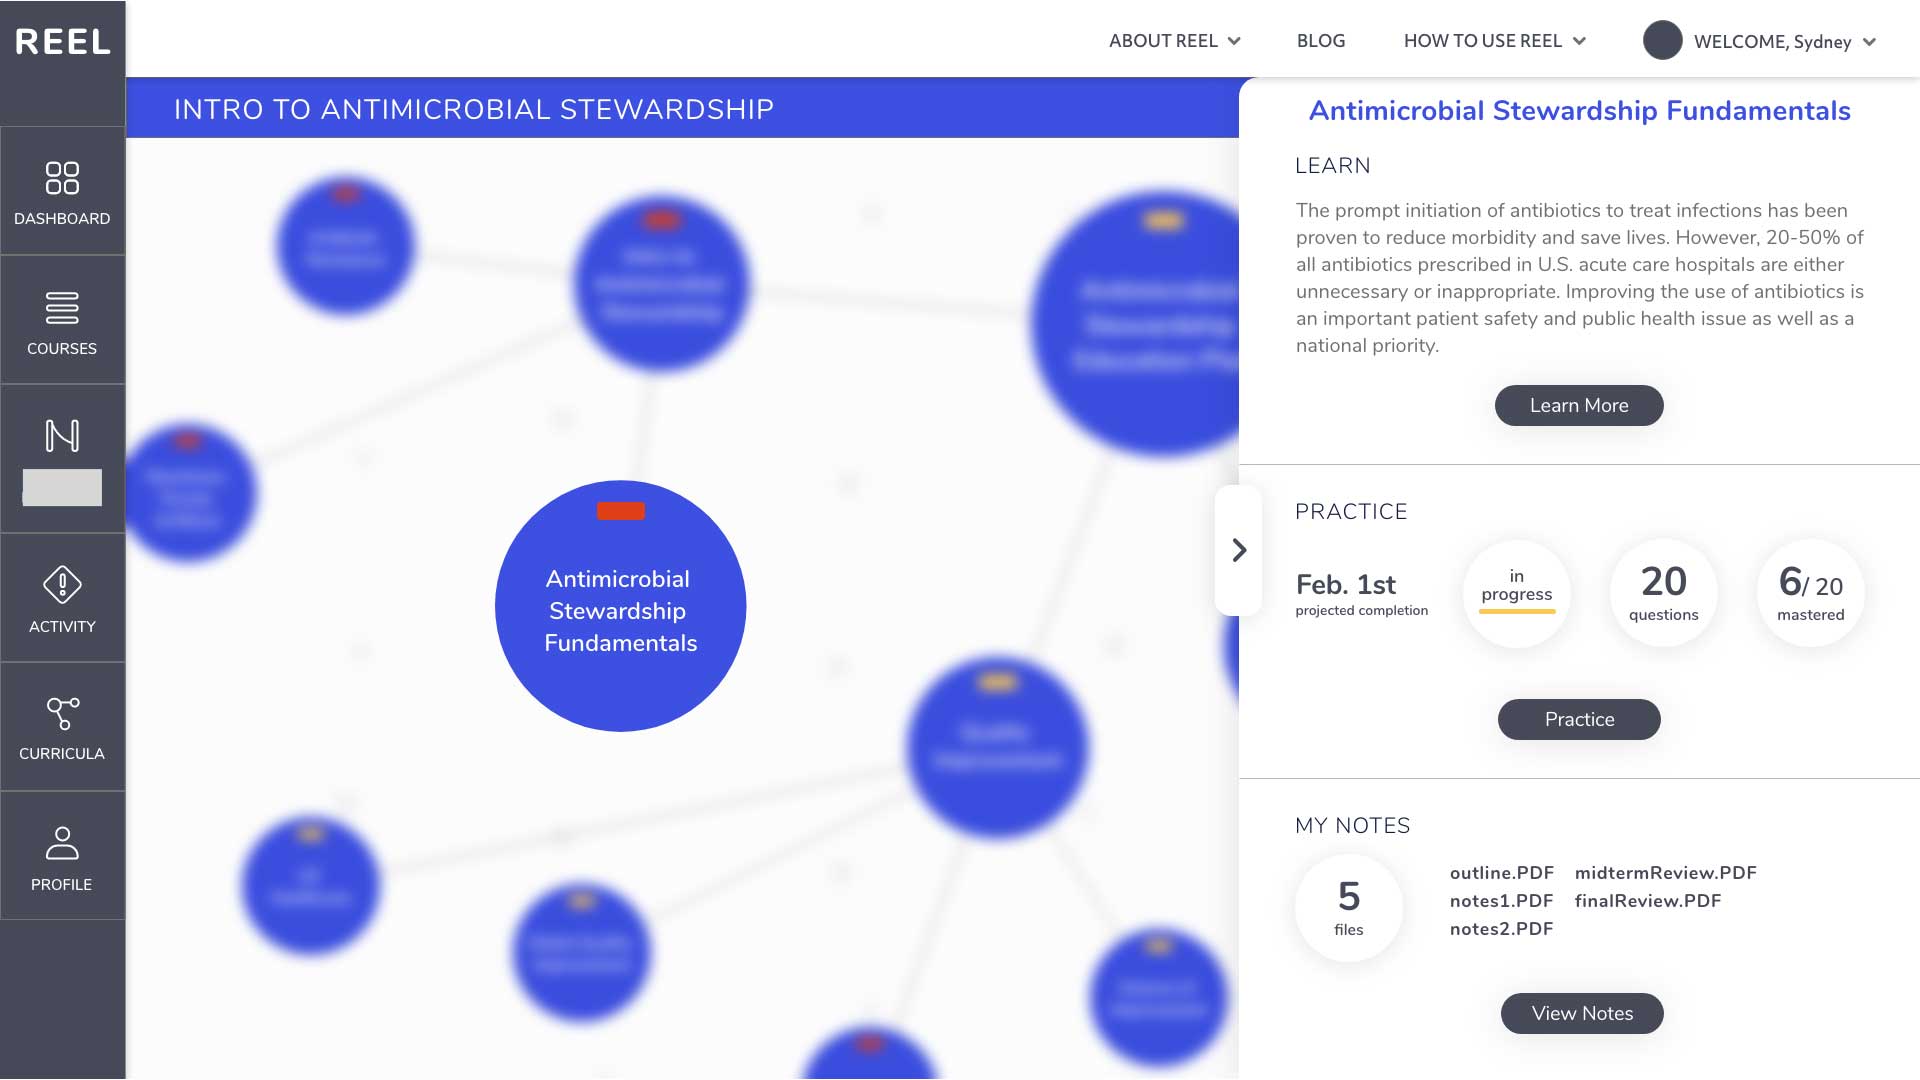 REEL
ABOUT REEL
BLOG
HOW TO USE REEL
WELCOME, Sydney
DASHBOARD
COURSES
ACTIVITY
CURRICULA
PROFILE
INTRO TO ANTIMICROBIAL STEWARDSHIP
Antimicrobial
Stewardship
Fundamentals
Antimicrobial Stewardship Fundamentals
LEARN
The prompt initiation of antibiotics to treat infections has been
proven to reduce morbidity and save lives. However, 20-50% of
all antibiotics prescribed in U.S. acute care hospitals are either
unnecessary or inappropriate. Improving the use of antibiotics is
an important patient safety and public health issue as well as a
national priority.
Learn More
PRACTICE
Feb. 1st
projected completion
in
progress
20
questions
6/ 20
mastered
Practice
MY NOTES
5
files
outline.PDF
notes1.PDF
notes2.PDF
midtermReview.PDF
finalReview.PDF
View Notes